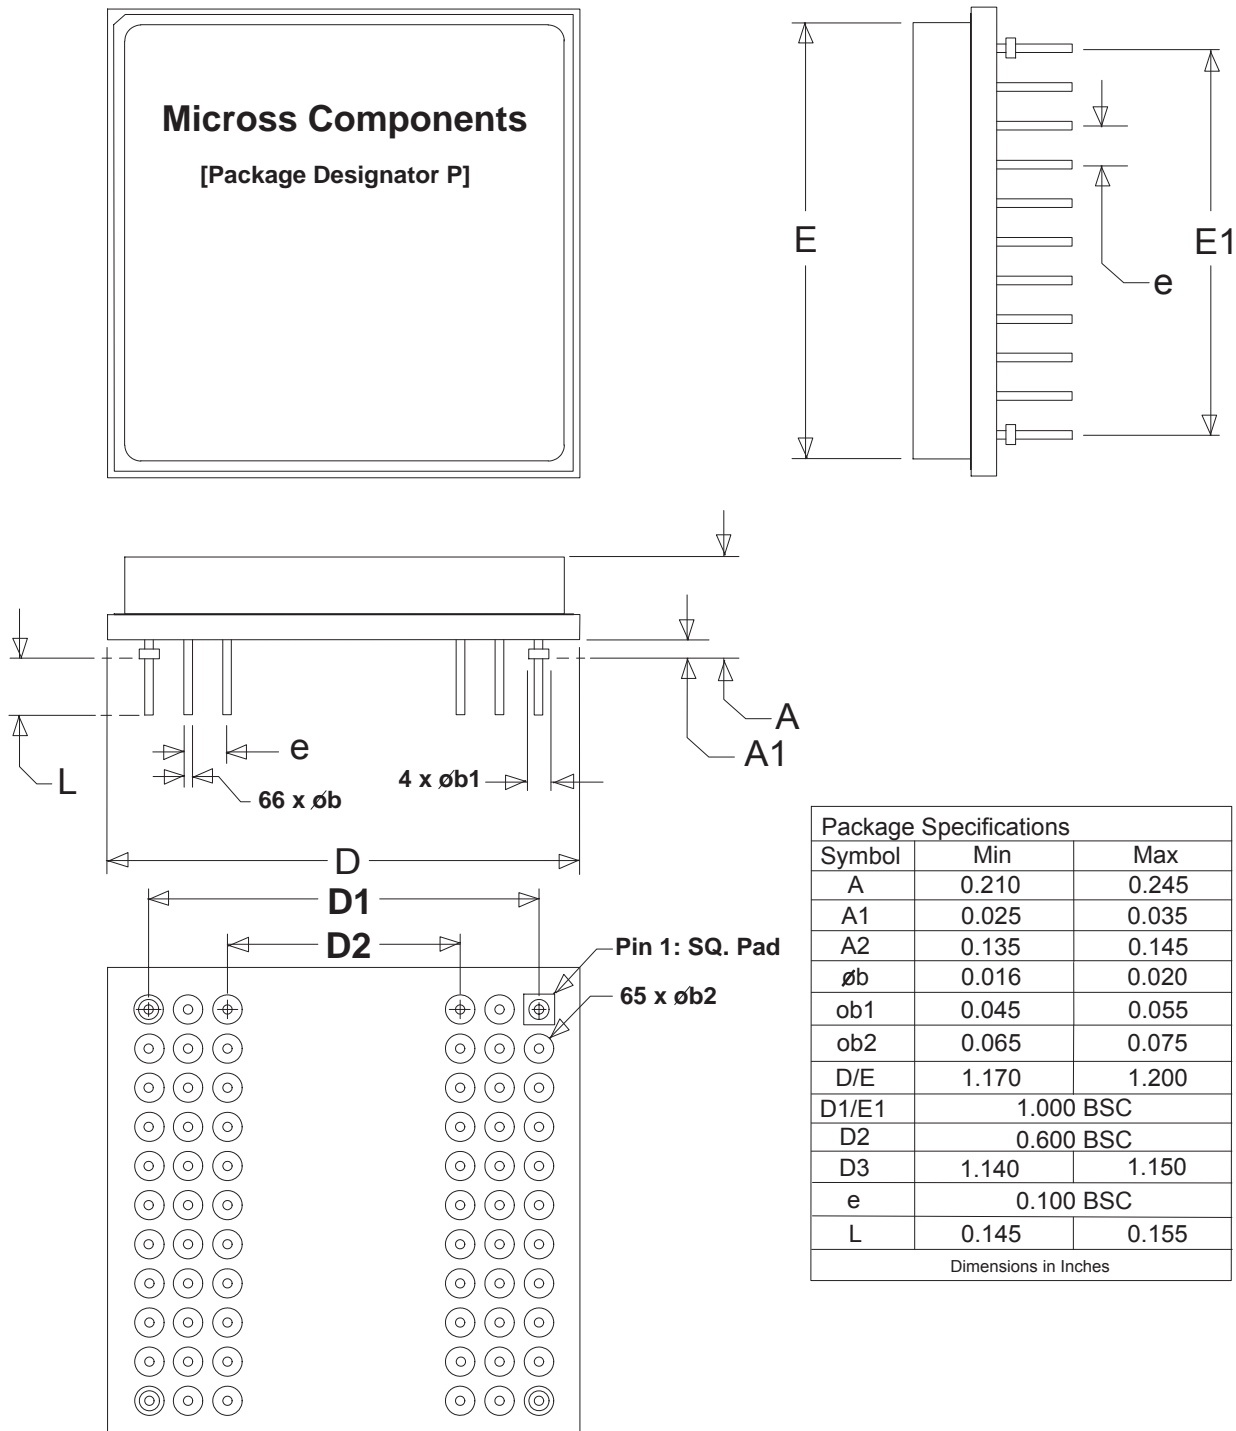 Micross Components
[Package Designator P]
E
E1
e
A
A1
L
e
66 x øb
4 x øb1
D
D1
D2
Pin 1: SQ. Pad
65 x øb2
Package Specifications
Symbol Min Max
A 0.210 0.245
A1 0.025 0.035
A2 0.135 0.145
øb 0.016 0.020
ob1 0.045 0.055
ob2 0.065 0.075
D/E 1.170 1.200
D1/E1 1.000 BSC
D2 0.600 BSC
D3 1.140 1.150
e 0.100 BSC
L 0.145 0.155
Dimensions in Inches